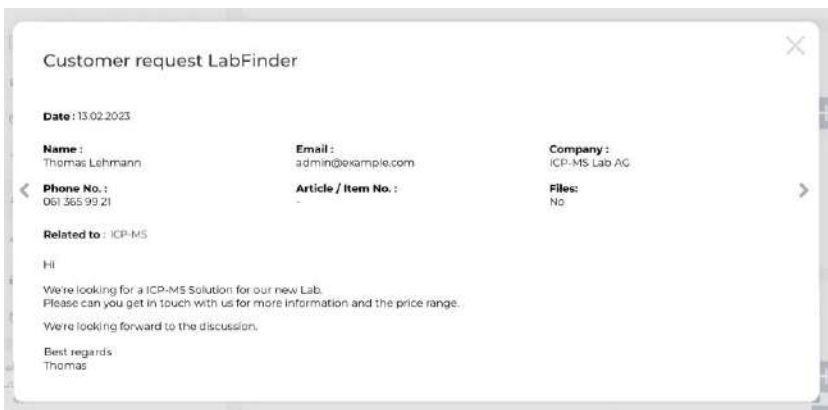 Customer request LabFinder
Date : 13.02.2023
Name : Email : Company :
Thomas Lehmann admin@example.com ICP-MS Lab AG
Phone No. : Article / Item No. : Files:
061 365 99 21 - No
Related to : ICP-MS
Hi
We're looking for a ICP-MS Solution for our new Lab.
Please can you get in touch with us for more information and the price range.
We're looking forward to the discussion.
Best regards
Thomas